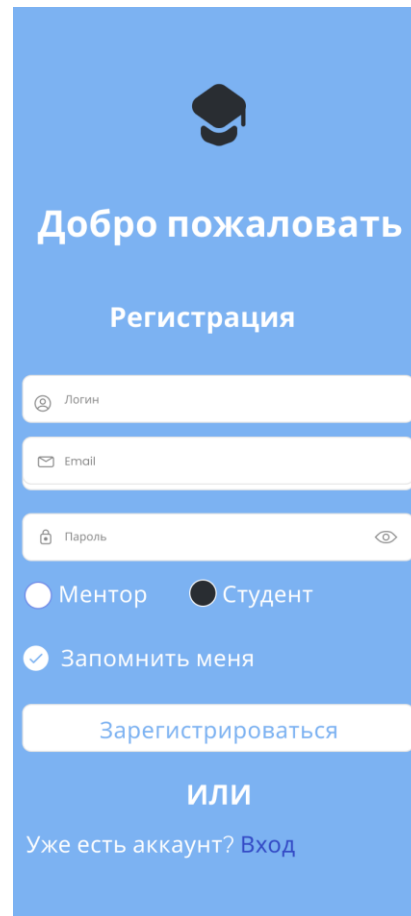 Добро пожаловать
Регистрация
Логин
Email
Пароль
Ментор Студент
Запомнить меня
Зарегистрироваться
ИЛИ
Уже есть аккаунт? Вход